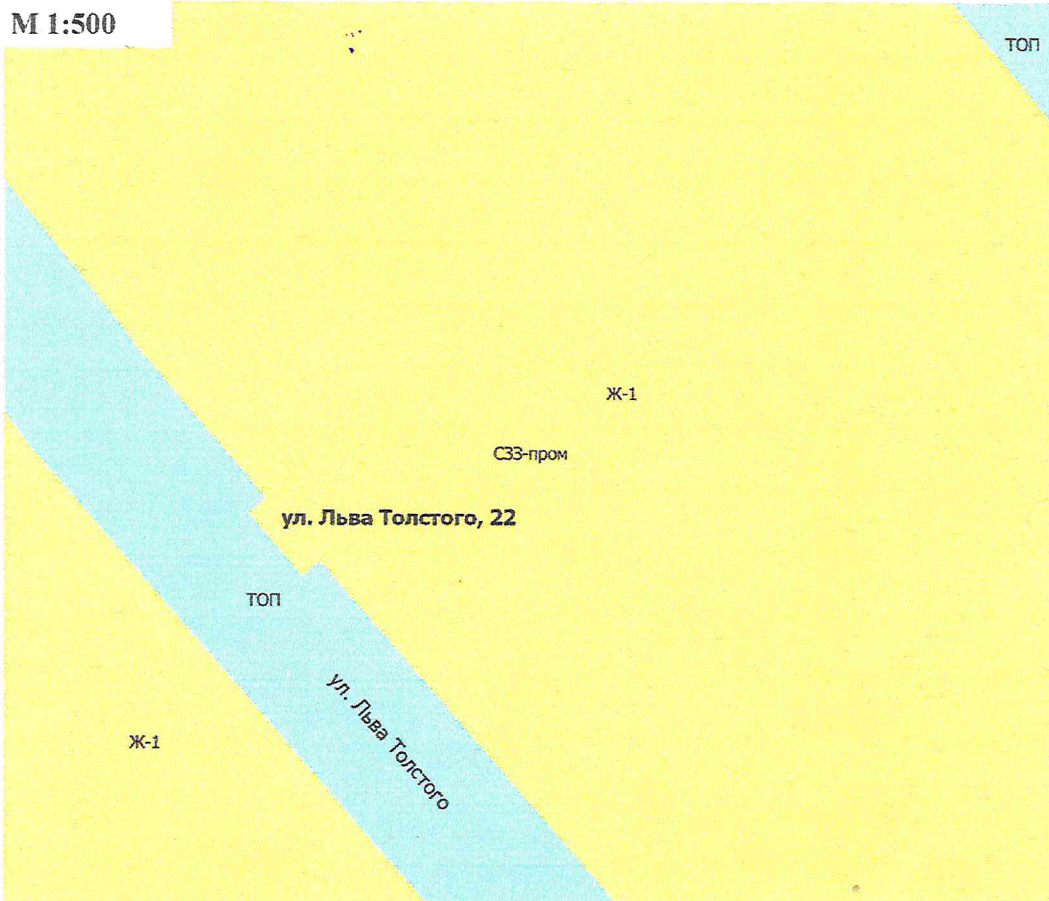 М 1:500
ТОП
Ж-1
СЗЗ-пром
ул. Льва Толстого, 22
ТОП
ул. Льва Толстого
Ж-1